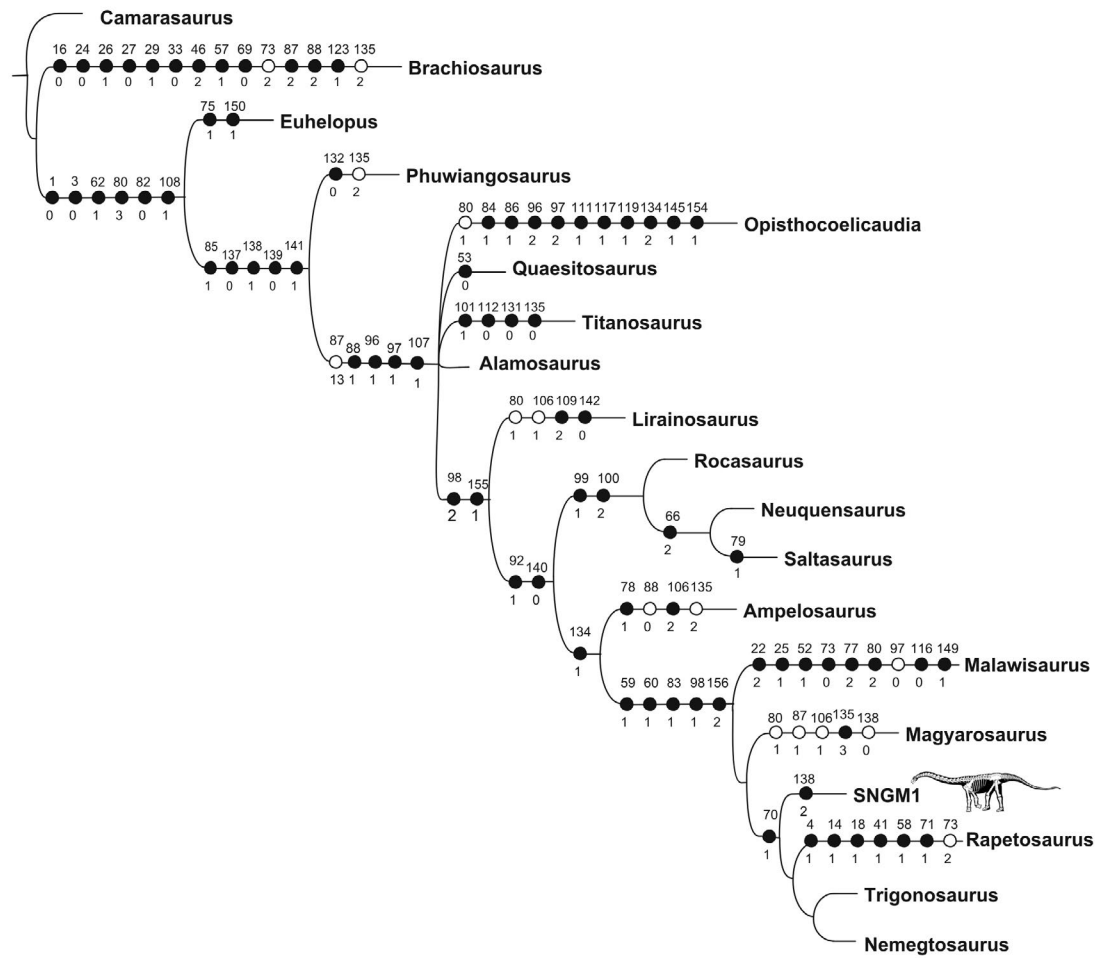 Camarasaurus
16 24 26 27 29 33 46 57 69 73 87 88 123 135
Brachiosaurus
0 0 1 0 1 0 2 1 0 2 2 2 1 2
75 150
Euhelopus
1 1
132 135
Phuwiangosaurus
0 2
1 3 62 80 82 108
0 0 1 3 0 1
80 84 86 96 97 111 117 119 134 145 154
Opisthocoelicaudia
1 1 1 2 2 1 1 1 2 1 1
85 137 138 139 141
1 0 1 0 1
53
Quaesitosaurus
0
101 112 131 135
Titanosaurus
1 0 0 0
87 88 96 97 107
Alamosaurus
13 1 1 1 1
80 106 109 142
Lirainosaurus
1 1 2 0
Rocasaurus
98 155
2 1
99 100
1 2
Neuquensaurus
66
2
79
Saltasaurus
1
92 140
1 0
78 88 106 135
Ampelosaurus
1 0 2 2
134
1
22 25 52 73 77 80 97 116 149
Malawisaurus
2 1 1 0 2 2 0 0 1
59 60 83 98 156
1 1 1 1 2
80 87 106 135 138
Magyarosaurus
1 1 1 3 0
138
SNGM1
2
70
1
4 14 18 41 58 71 73
Rapetosaurus
1 1 1 1 1 1 2
Trigonosaurus
Nemegtosaurus